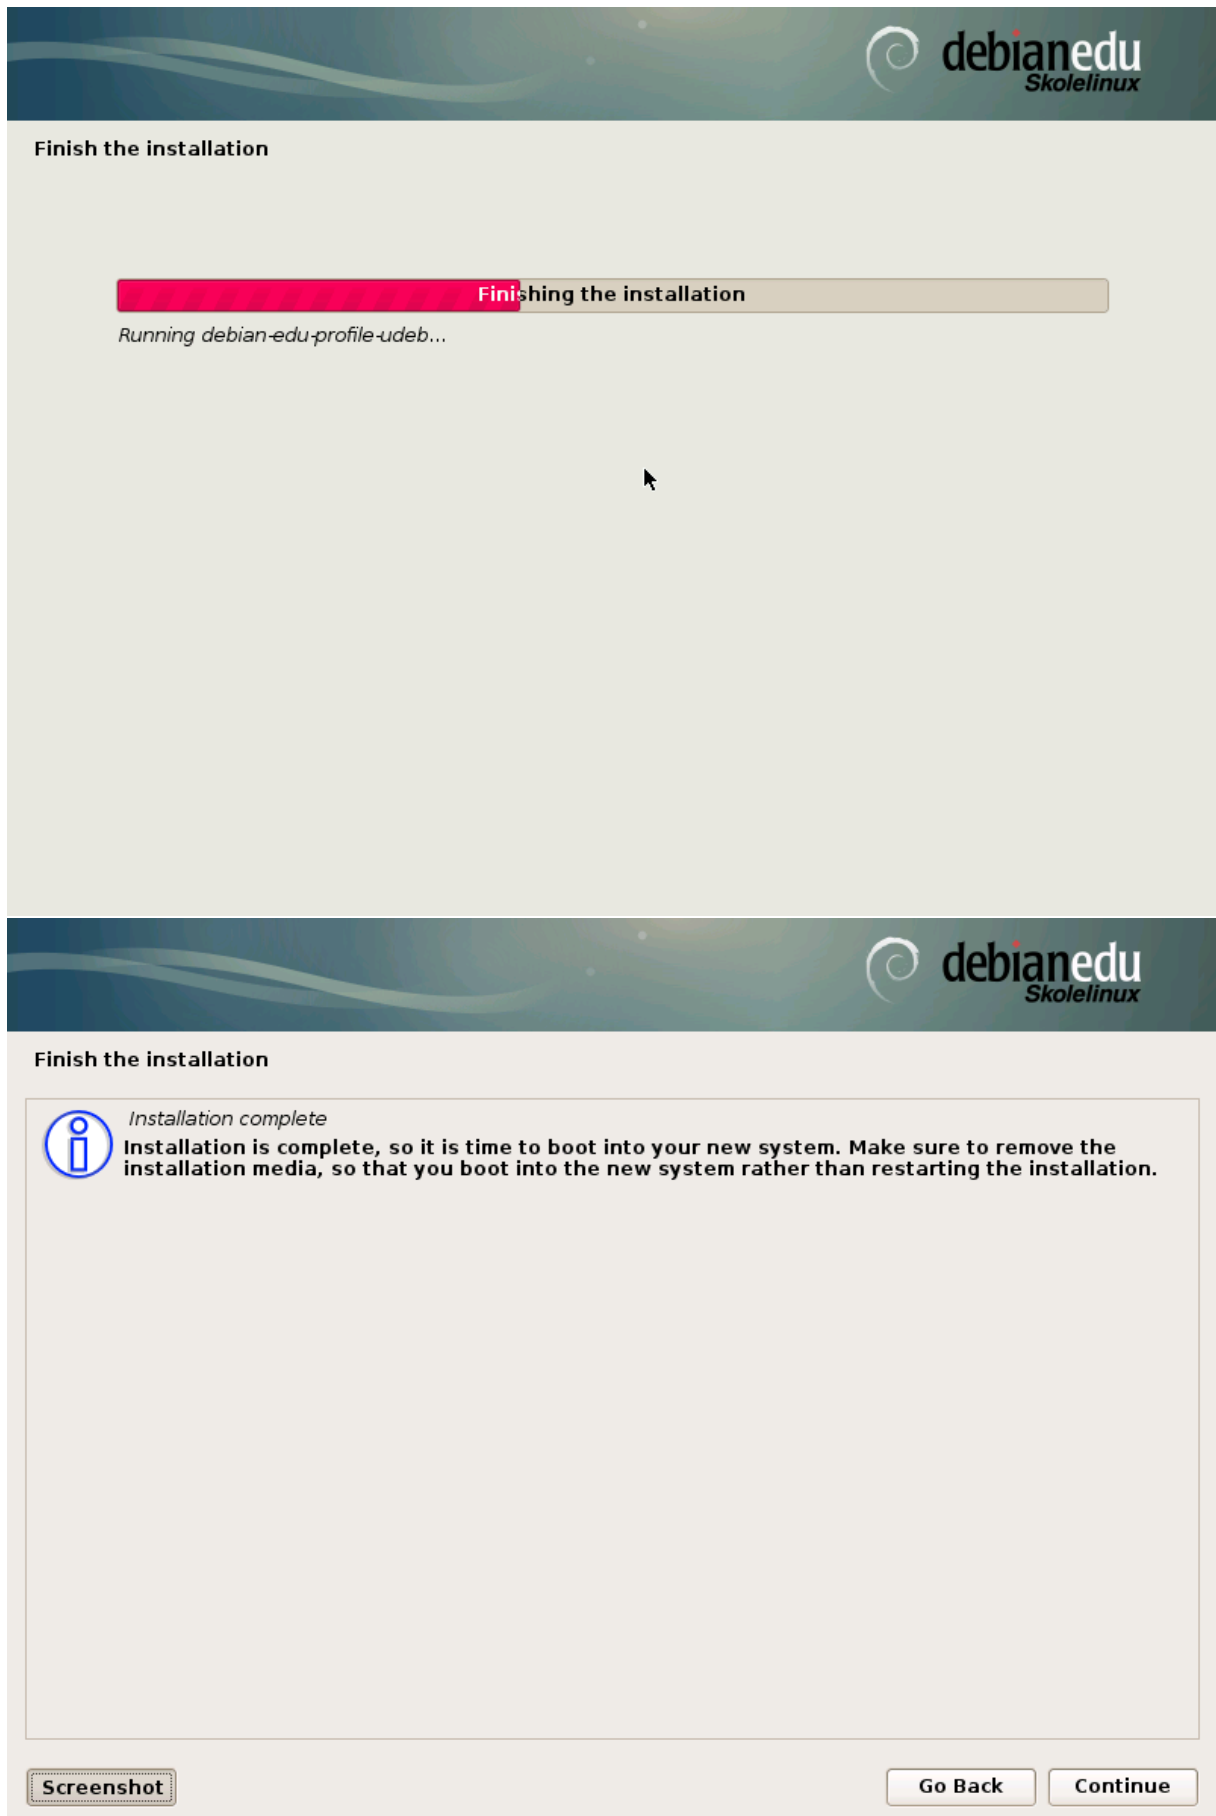 debianedu
Skolelinux
Finish the installation
Finishing the installation
Running debian-edu-profile-udeb...
debianedu
Skolelinux
Finish the installation
Installation complete
Installation is complete, so it is time to boot into your new system. Make sure to remove the
installation media, so that you boot into the new system rather than restarting the installation.
Screenshot
Go Back
Continue